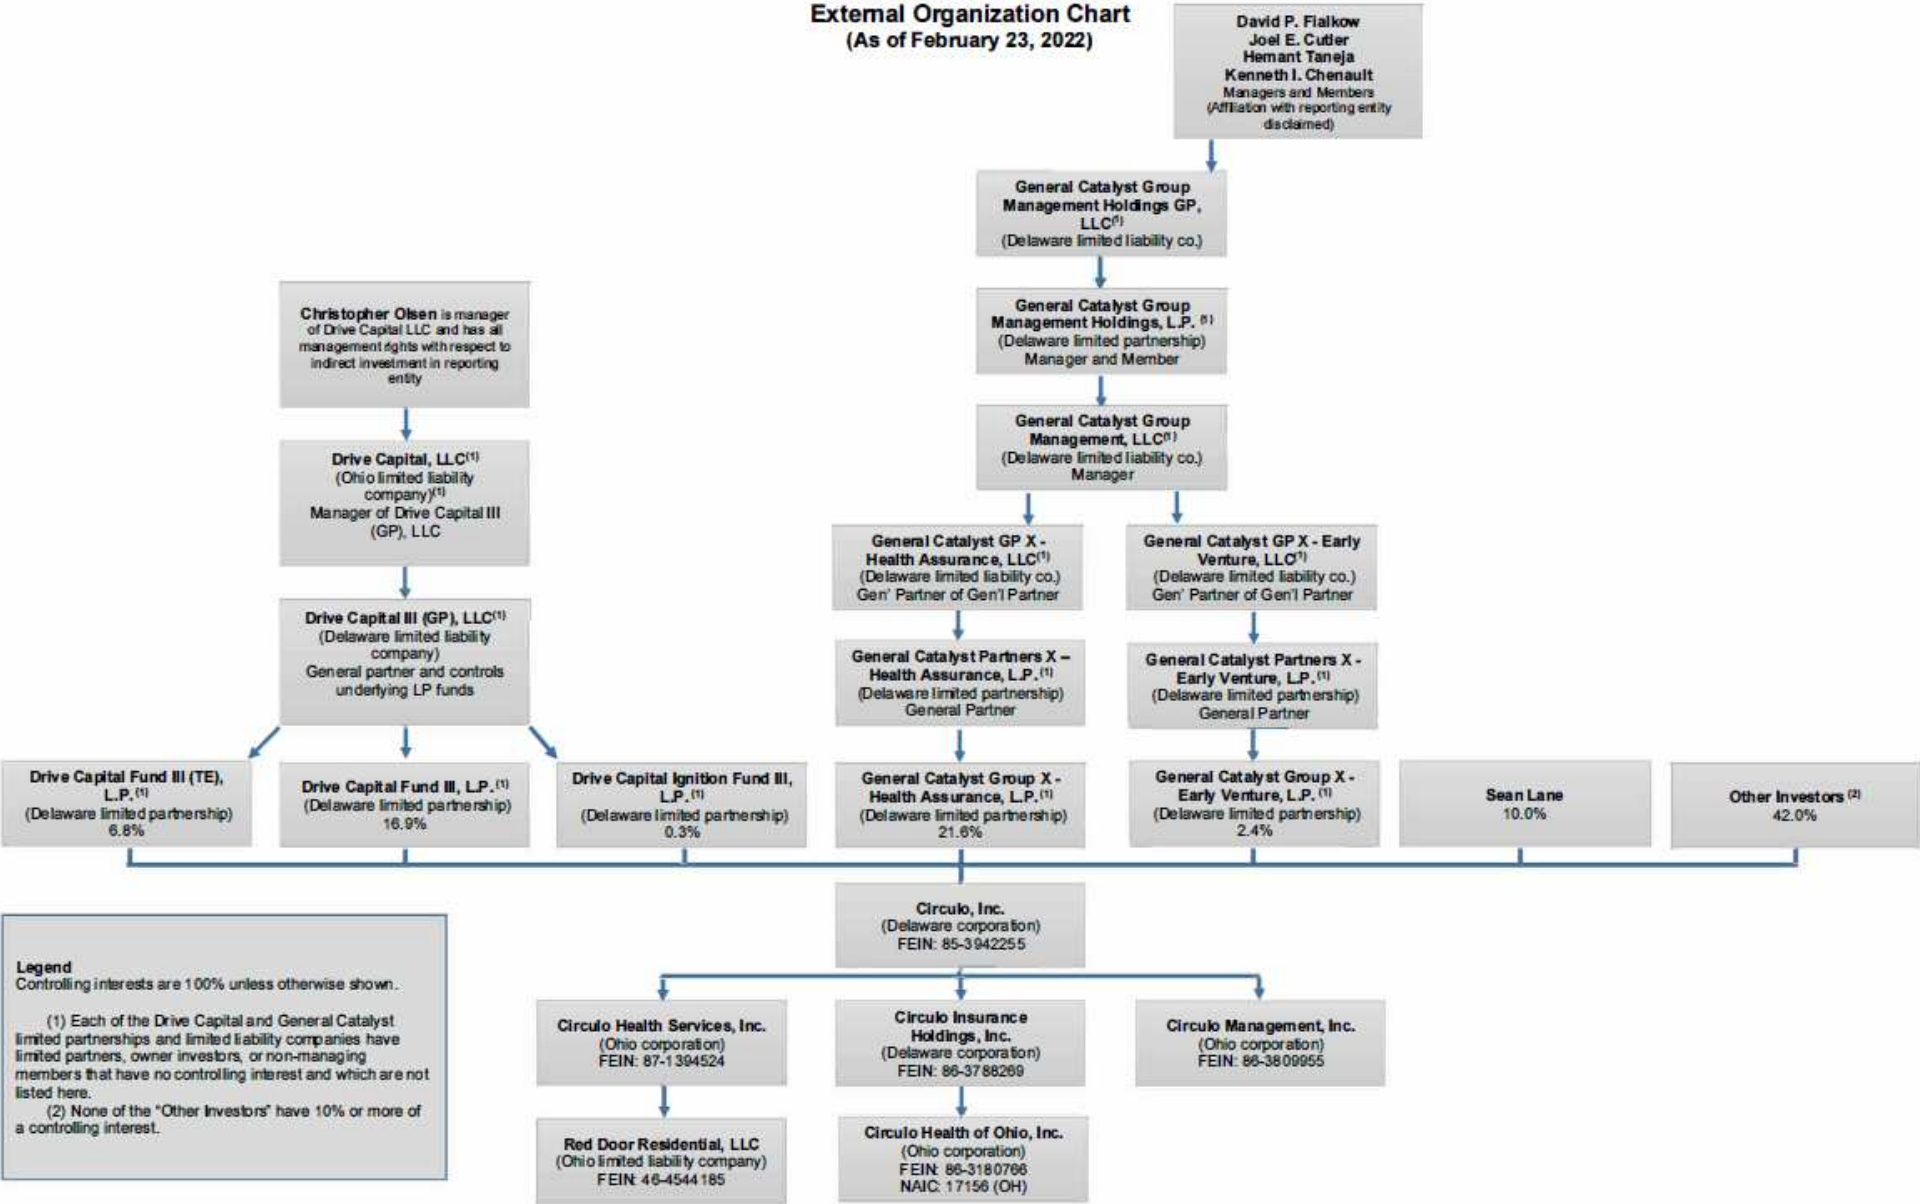 External Organization Chart
(As of February 23, 2022)
David P. Fialkow
Joel E. Cutler
Hemant Taneja
Kenneth I. Chenault
Managers and Members
(Affiliation with reporting entity
disclaimed)
General Catalyst Group
Management Holdings GP,
LLC(1)
(Delaware limited liability co.)
General Catalyst Group
Management Holdings, L.P. (1)
(Delaware limited partnership)
Manager and Member
General Catalyst Group
Management, LLC(1)
(Delaware limited liability co.)
Manager
Christopher Olsen is manager
of Drive Capital LLC and has all
management rights with respect to
indirect investment in reporting
entity
Drive Capital, LLC(1)
(Ohio limited liability
company)(1)
Manager of Drive Capital III
(GP), LLC
Drive Capital III (GP), LLC(1)
(Delaware limited liability
company)
General partner and controls
underlying LP funds
General Catalyst GP X -
Health Assurance, LLC(1)
(Delaware limited liability co.)
Gen' Partner of Gen'l Partner
General Catalyst GP X - Early
Venture, LLC(1)
(Delaware limited liability co.)
Gen' Partner of Gen'l Partner
General Catalyst Partners X –
Health Assurance, L.P.(1)
(Delaware limited partnership)
General Partner
General Catalyst Partners X -
Early Venture, L.P.(1)
(Delaware limited partnership)
General Partner
Drive Capital Fund III (TE),
L.P.(1)
(Delaware limited partnership)
6.8%
Drive Capital Fund III, L.P.(1)
(Delaware limited partnership)
16.9%
Drive Capital Ignition Fund III,
L.P.(1)
(Delaware limited partnership)
0.3%
General Catalyst Group X -
Health Assurance, L.P.(1)
(Delaware limited partnership)
21.6%
General Catalyst Group X -
Early Venture, L.P. (1)
(Delaware limited partnership)
2.4%
Sean Lane
10.0%
Other Investors (2)
42.0%
Circulo, Inc.
(Delaware corporation)
FEIN: 85-3942255
Circulo Health Services, Inc.
(Ohio corporation)
FEIN: 87-1394524
Circulo Insurance
Holdings, Inc.
(Delaware corporation)
FEIN: 86-3788269
Circulo Management, Inc.
(Ohio corporation)
FEIN: 86-3809955
Red Door Residential, LLC
(Ohio limited liability company)
FEIN: 46-4544185
Circulo Health of Ohio, Inc.
(Ohio corporation)
FEIN: 86-3180766
NAIC: 17156 (OH)
Legend
Controlling interests are 100% unless otherwise shown.
(1) Each of the Drive Capital and General Catalyst
limited partnerships and limited liability companies have
limited partners, owner investors, or non-managing
members that have no controlling interest and which are not
listed here.
(2) None of the "Other Investors" have 10% or more of
a controlling interest.